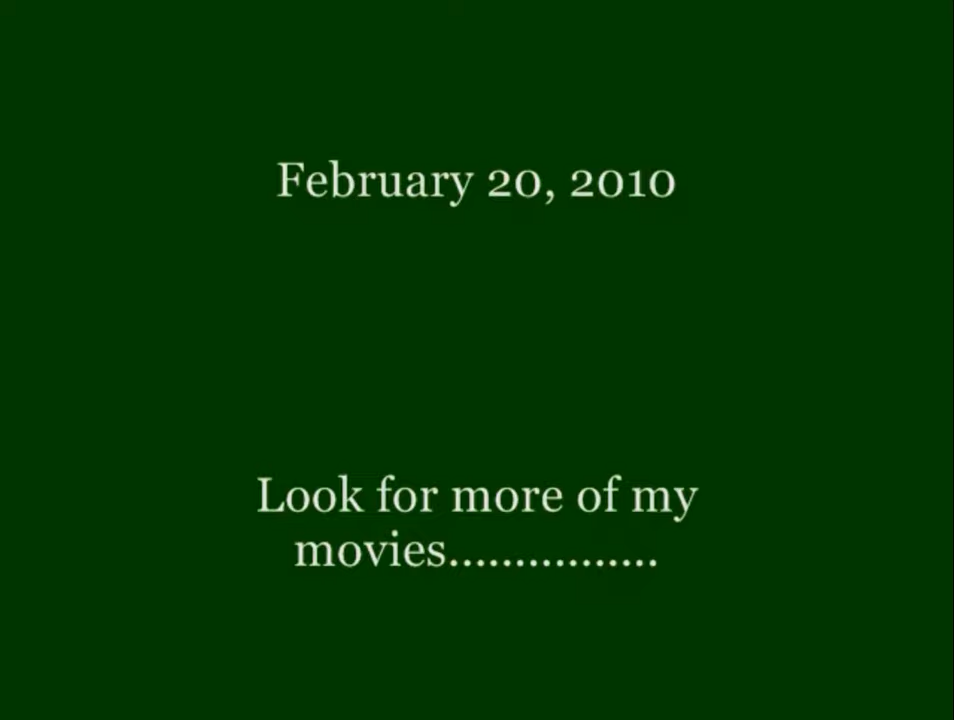 February 20, 2010
Look for more of my
movies................